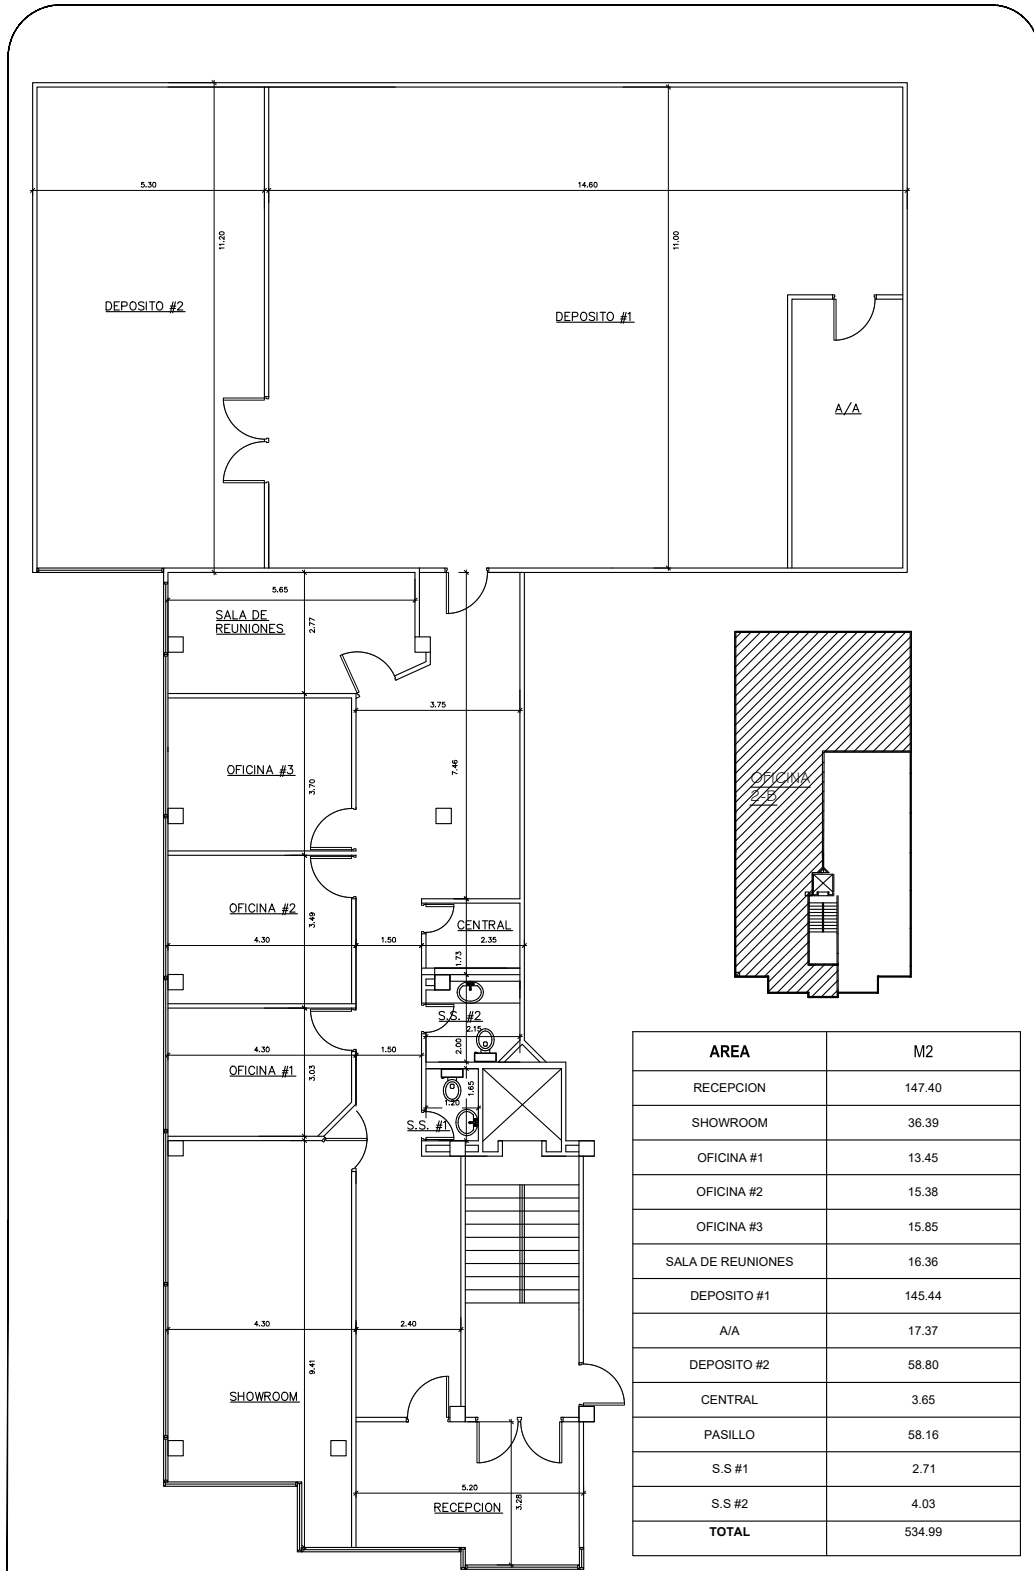 5.30
14.60
11.20
11.00
DEPOSITO #2
DEPOSITO #1
A/A
5.65
SALA DE
REUNIONES
2.77
3.75
7.46
OFICINA #3
3.70
OFICINA
2-B
OFICINA #2
3.49
CENTRAL
4.30
1.50
2.35
1.73
S.S. #2
2.15
2.00
4.30
1.50
OFICINA #1
3.03
1.65
1.20
S.S. #1
4.30
2.40
9.41
SHOWROOM
5.20
3.28
RECEPCION
AREA M2
RECEPCION 147.40
SHOWROOM 36.39
OFICINA #1 13.45
OFICINA #2 15.38
OFICINA #3 15.85
SALA DE REUNIONES 16.36
DEPOSITO #1 145.44
A/A 17.37
DEPOSITO #2 58.80
CENTRAL 3.65
PASILLO 58.16
S.S #1 2.71
S.S #2 4.03
TOTAL 534.99